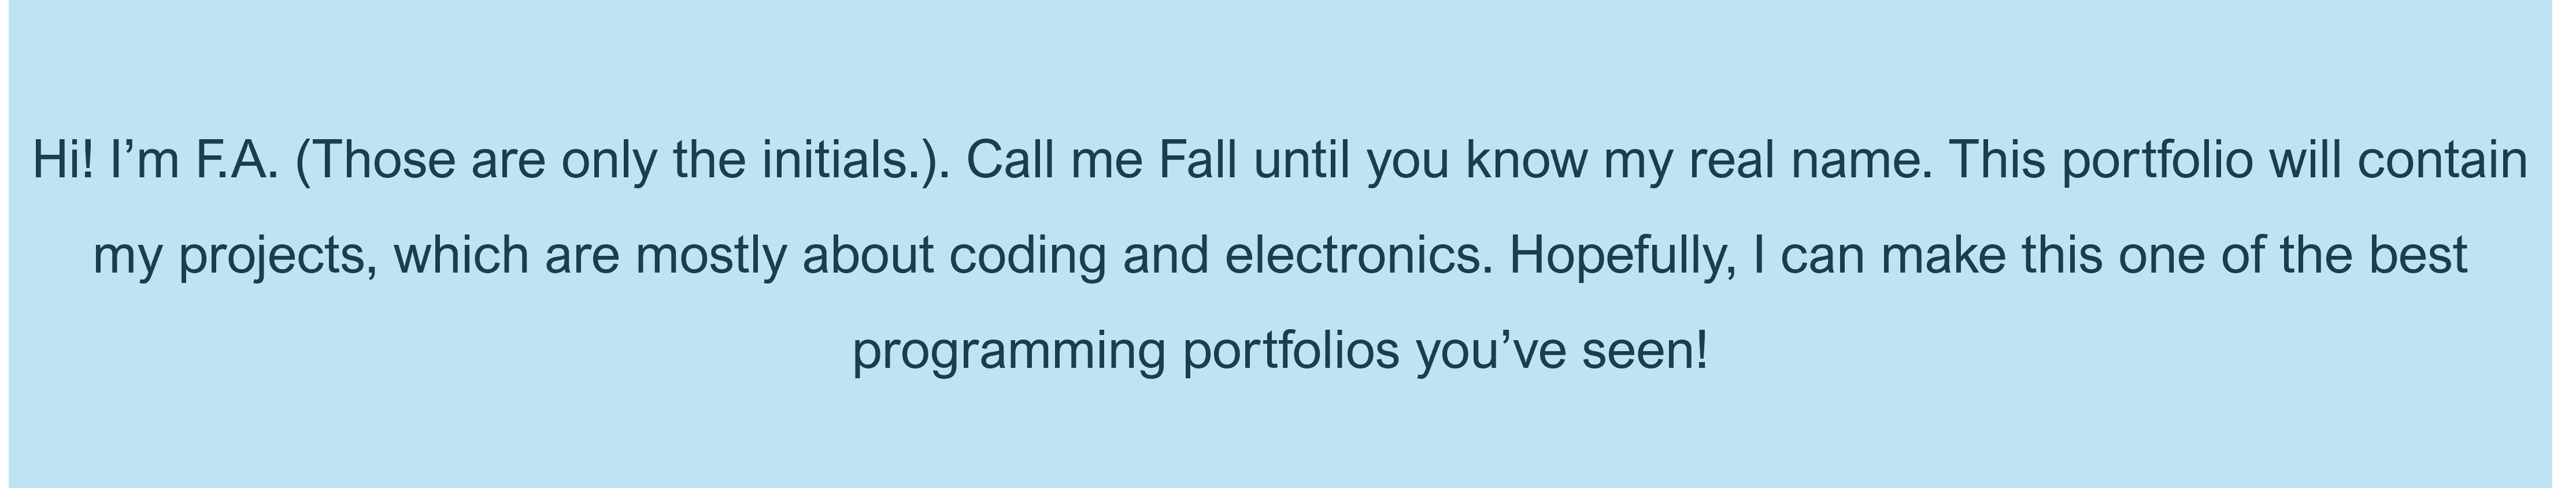 Hi! I’m F.A. (Those are only the initials.). Call me Fall until you know my real name. This portfolio will contain
my projects, which are mostly about coding and electronics. Hopefully, I can make this one of the best
programming portfolios you’ve seen!